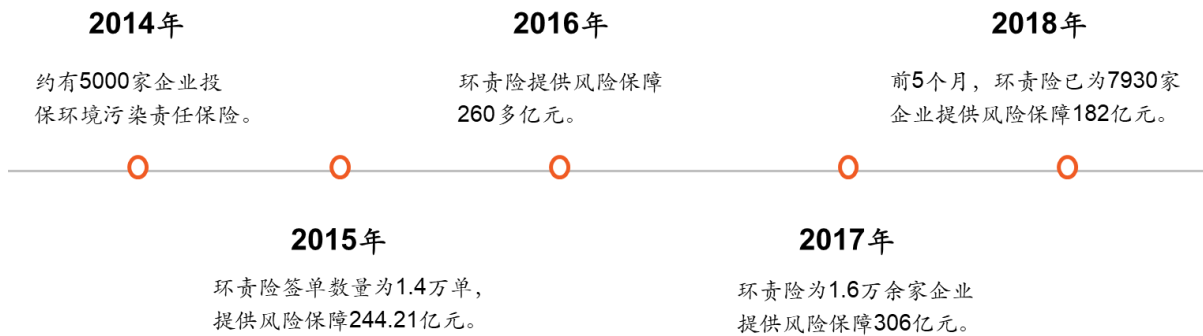 2014年
约有5000家企业投
保环境污染责任保险。
2015年
环责险签单数量为1.4万单，
提供风险保障244.21亿元。
2016年
环责险提供风险保障
260多亿元。
2017年
环责险为1.6万余家企业
提供风险保障306亿元。
2018年
前5个月，环责险已为7930家
企业提供风险保障182亿元。